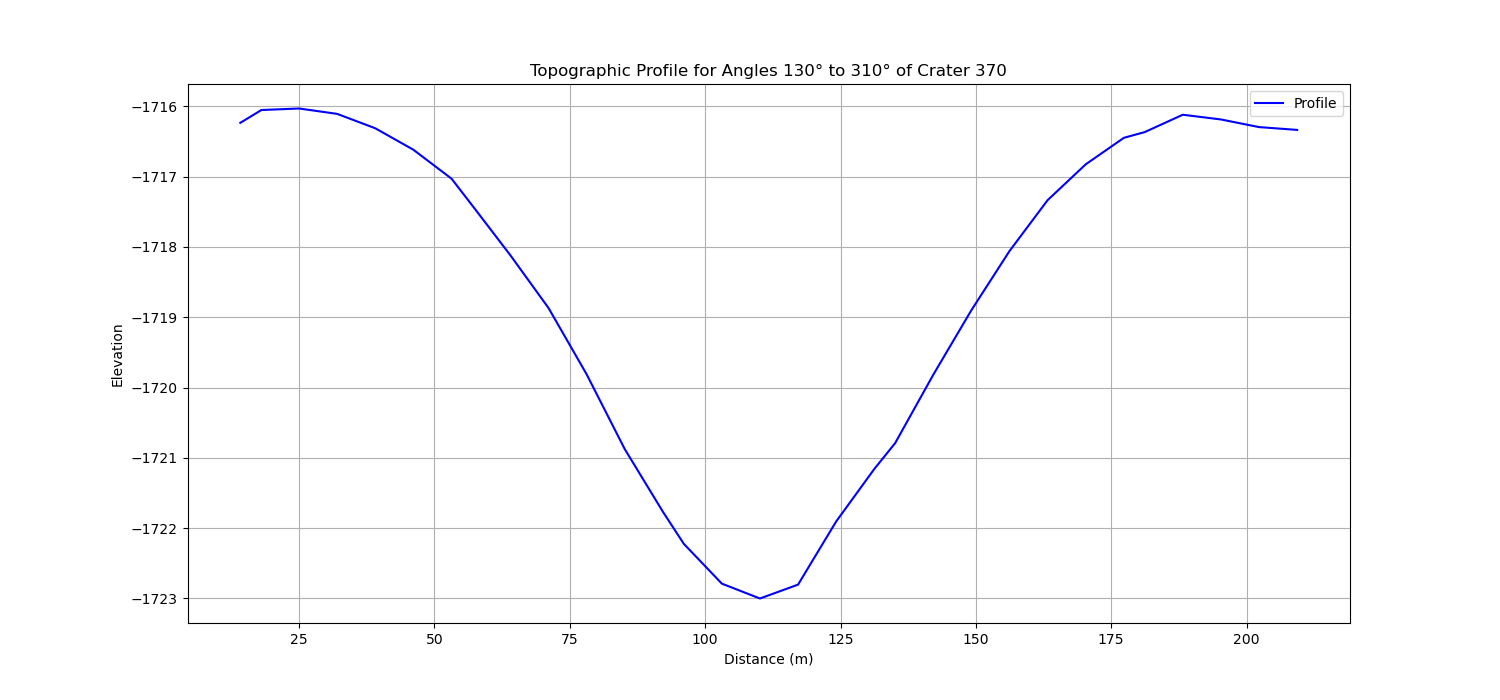 Topographic Profile for Angles 130° to 310° of Crater 370
Profile
Elevation
−1716
−1717
−1718
−1719
−1720
−1721
−1722
−1723
25 50 75 100 125 150 175 200
Distance (m)